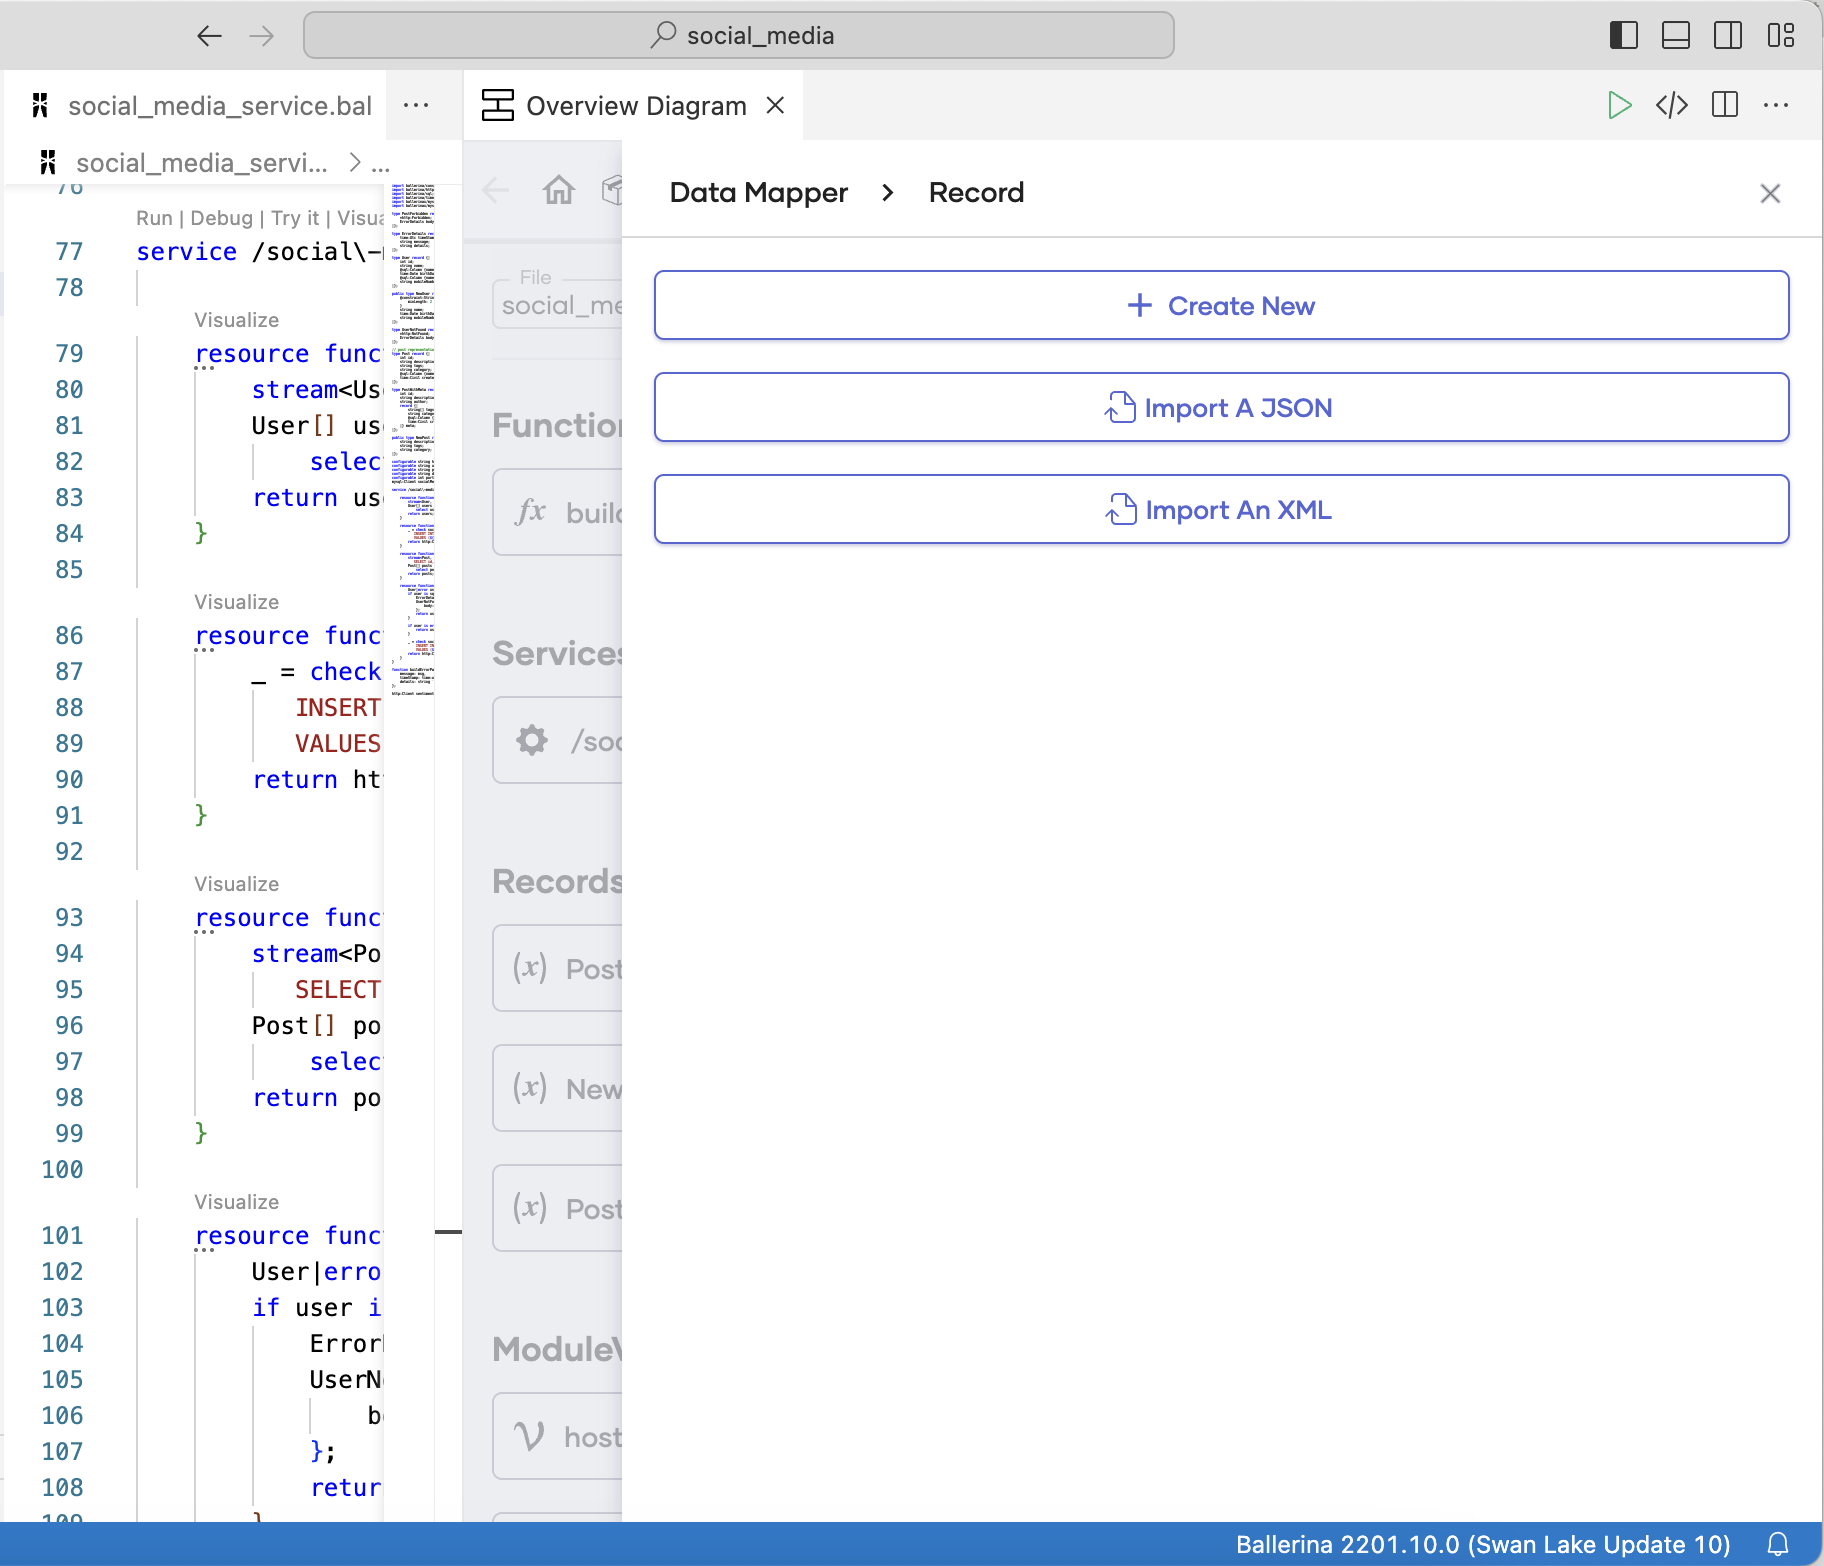 social_media
social_media_service.bal
Overview Diagram
social_media_servi... > ...
76
Run | Debug | Try it | Visua
77 service /social\-
78
Visualize
79 resource func
80 stream<Us
81 User[] us
82 selec
83 return us
84 }
85
Visualize
86 resource func
87 _ = check
88 INSERT
89 VALUES
90 return ht
91 }
92
Visualize
93 resource func
94 stream<Po
95 SELECT
96 Post[] po
97 selec
98 return po
99 }
100
Visualize
101 resource func
102 User|erro
103 if user i
104 Error
105 UserN
106 b
107 };
108 retur
109 }
File
social_me
Function
fx build
Services
/soc
Records
(x) Post
(x) New
(x) Post
ModuleV
host
Data Mapper > Record
+ Create New
Import A JSON
Import An XML
Ballerina 2201.10.0 (Swan Lake Update 10)